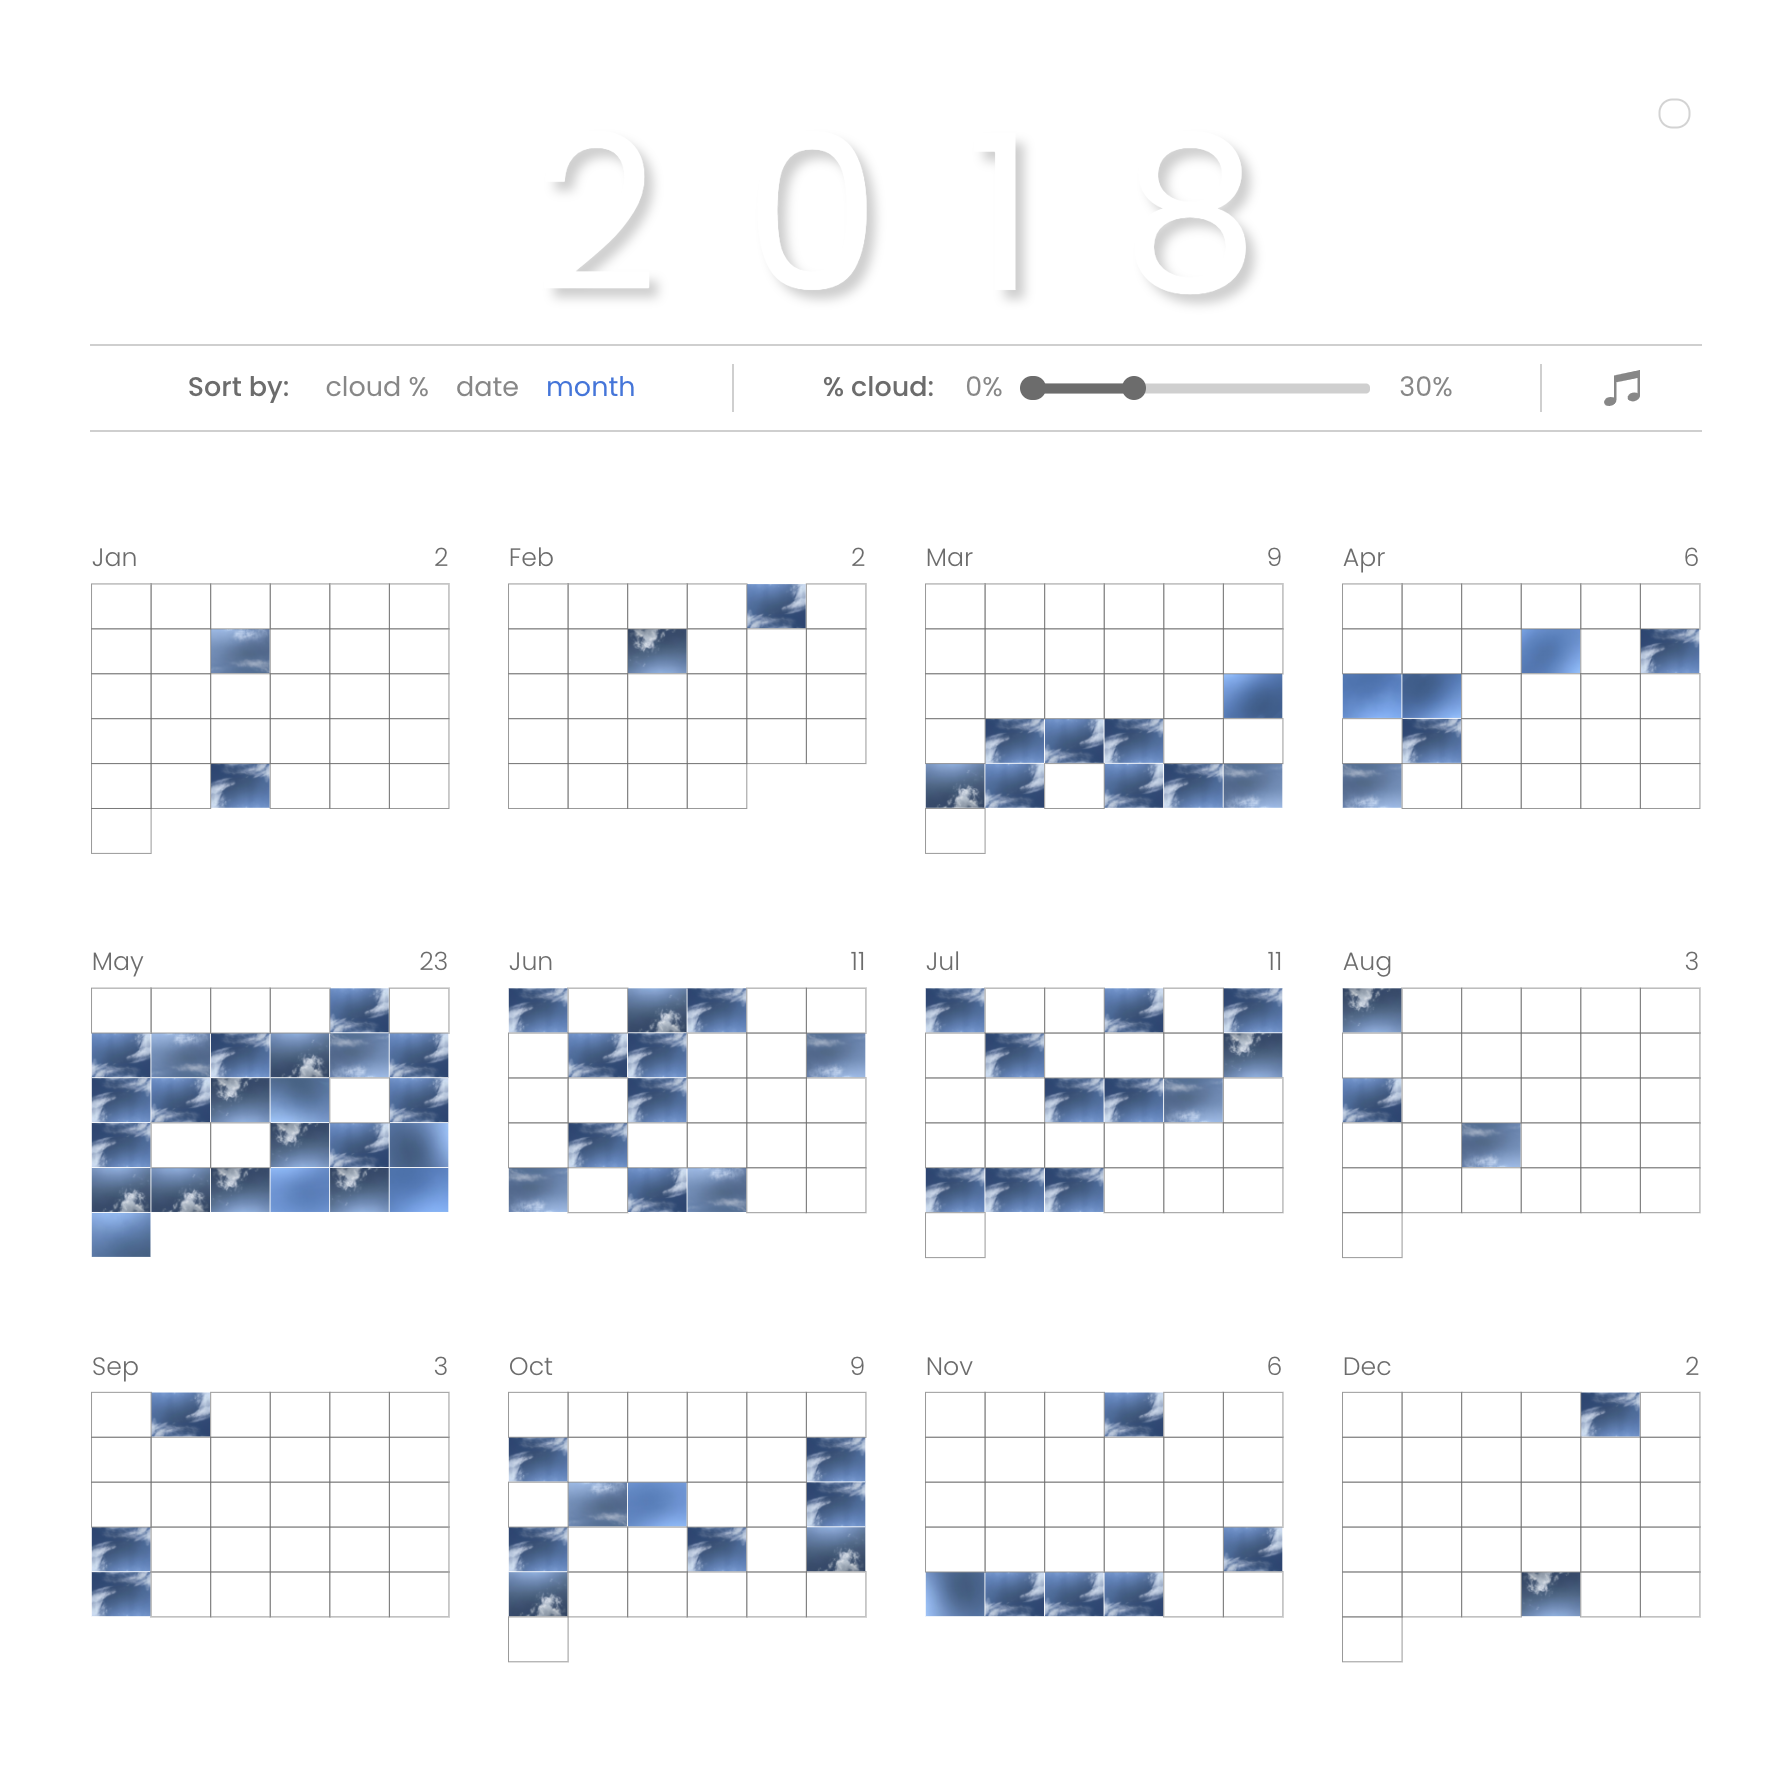 2018
Sort by: cloud % date month % cloud: 0% 30%
Jan 2 Feb 2 Mar 9 Apr 6
May 23 Jun 11 Jul 11 Aug 3
Sep 3 Oct 9 Nov 6 Dec 2